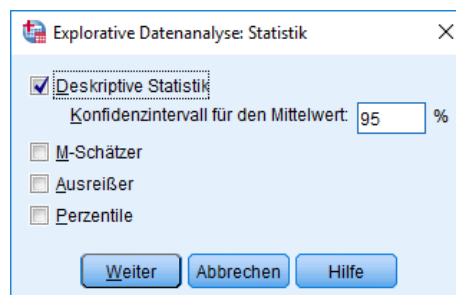 Explorative Datenanalyse: Statistik
Deskriptive Statistik
Konfidenzintervall für den Mittelwert: 95 %
M-Schätzer
Ausreißer
Perzentile
Weiter Abbrechen Hilfe